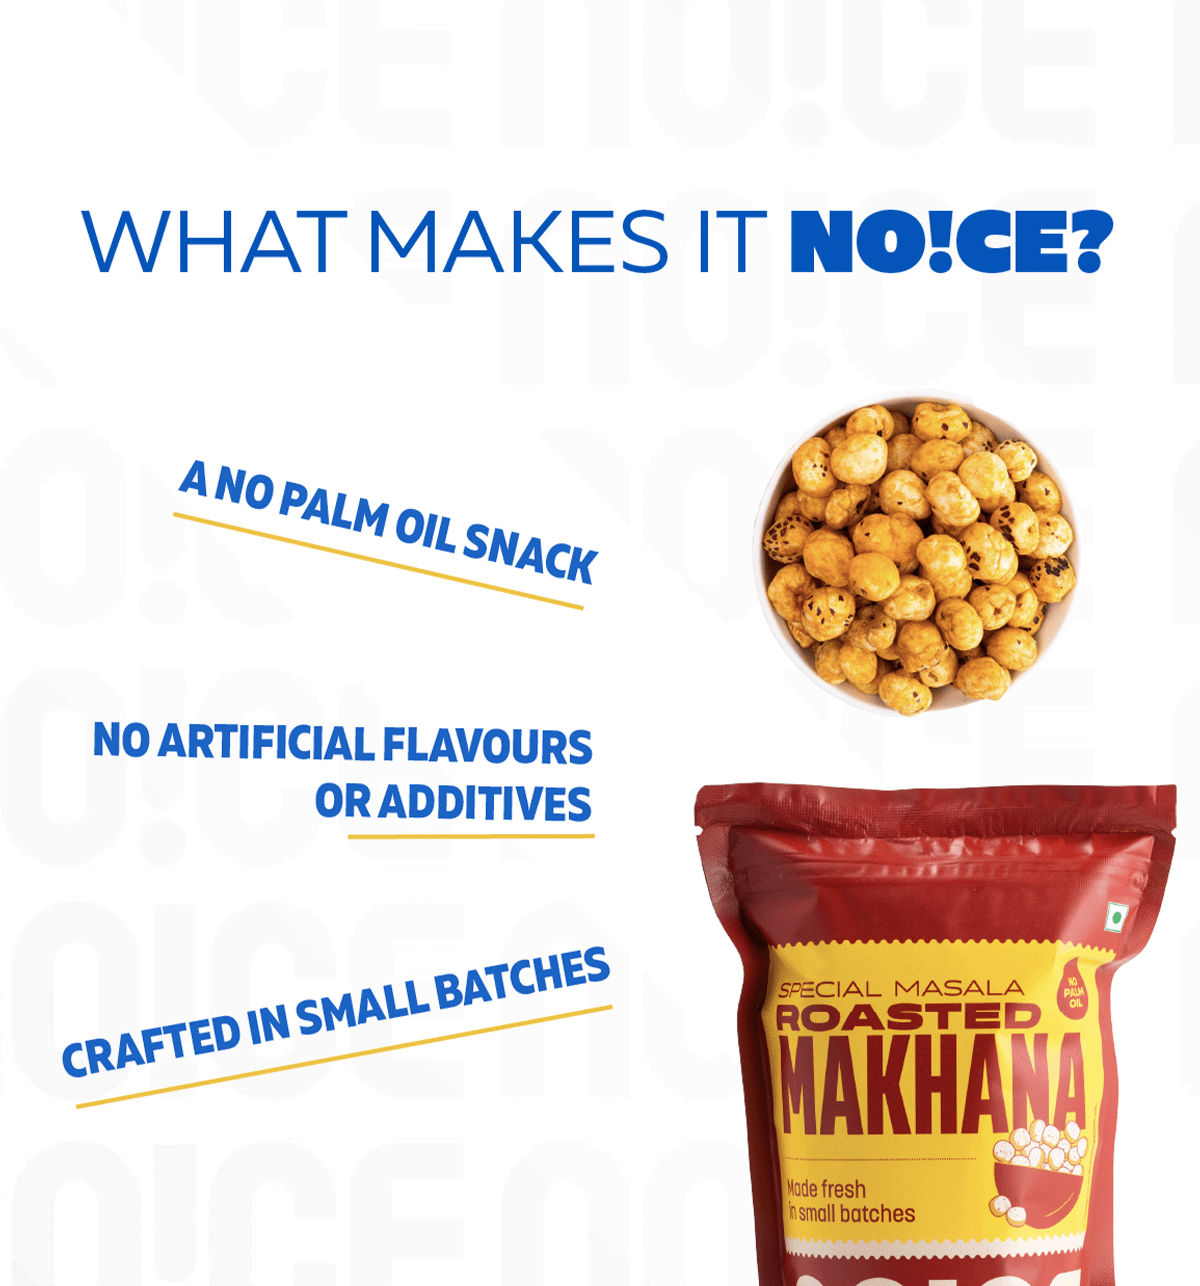 WHAT MAKES IT NO!CE?
A NO PALM OIL SNACK
NO ARTIFICIAL FLAVOURS
OR ADDITIVES
CRAFTED IN SMALL BATCHES
SPECIAL MASALA
ROASTED
MAKHANA
NO
PALM
OIL
Made fresh
in small batches